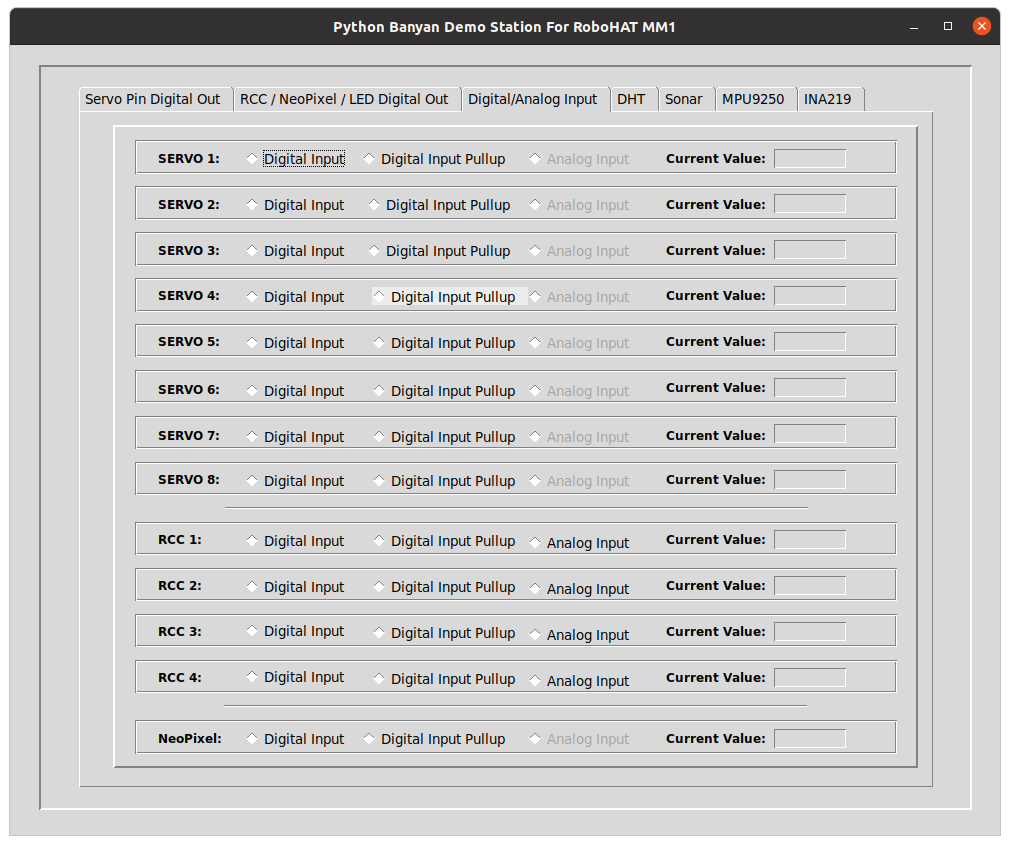 Python Banyan Demo Station For RoboHAT MM1
Servo Pin Digital Out RCC / NeoPixel / LED Digital Out Digital/Analog Input DHT Sonar MPU9250 INA219
SERVO 1: Digital Input Digital Input Pullup Analog Input Current Value:
SERVO 2: Digital Input Digital Input Pullup Analog Input Current Value:
SERVO 3: Digital Input Digital Input Pullup Analog Input Current Value:
SERVO 4: Digital Input Digital Input Pullup Analog Input Current Value:
SERVO 5: Digital Input Digital Input Pullup Analog Input Current Value:
SERVO 6: Digital Input Digital Input Pullup Analog Input Current Value:
SERVO 7: Digital Input Digital Input Pullup Analog Input Current Value:
SERVO 8: Digital Input Digital Input Pullup Analog Input Current Value:
RCC 1: Digital Input Digital Input Pullup Analog Input Current Value:
RCC 2: Digital Input Digital Input Pullup Analog Input Current Value:
RCC 3: Digital Input Digital Input Pullup Analog Input Current Value:
RCC 4: Digital Input Digital Input Pullup Analog Input Current Value:
NeoPixel: Digital Input Digital Input Pullup Analog Input Current Value: